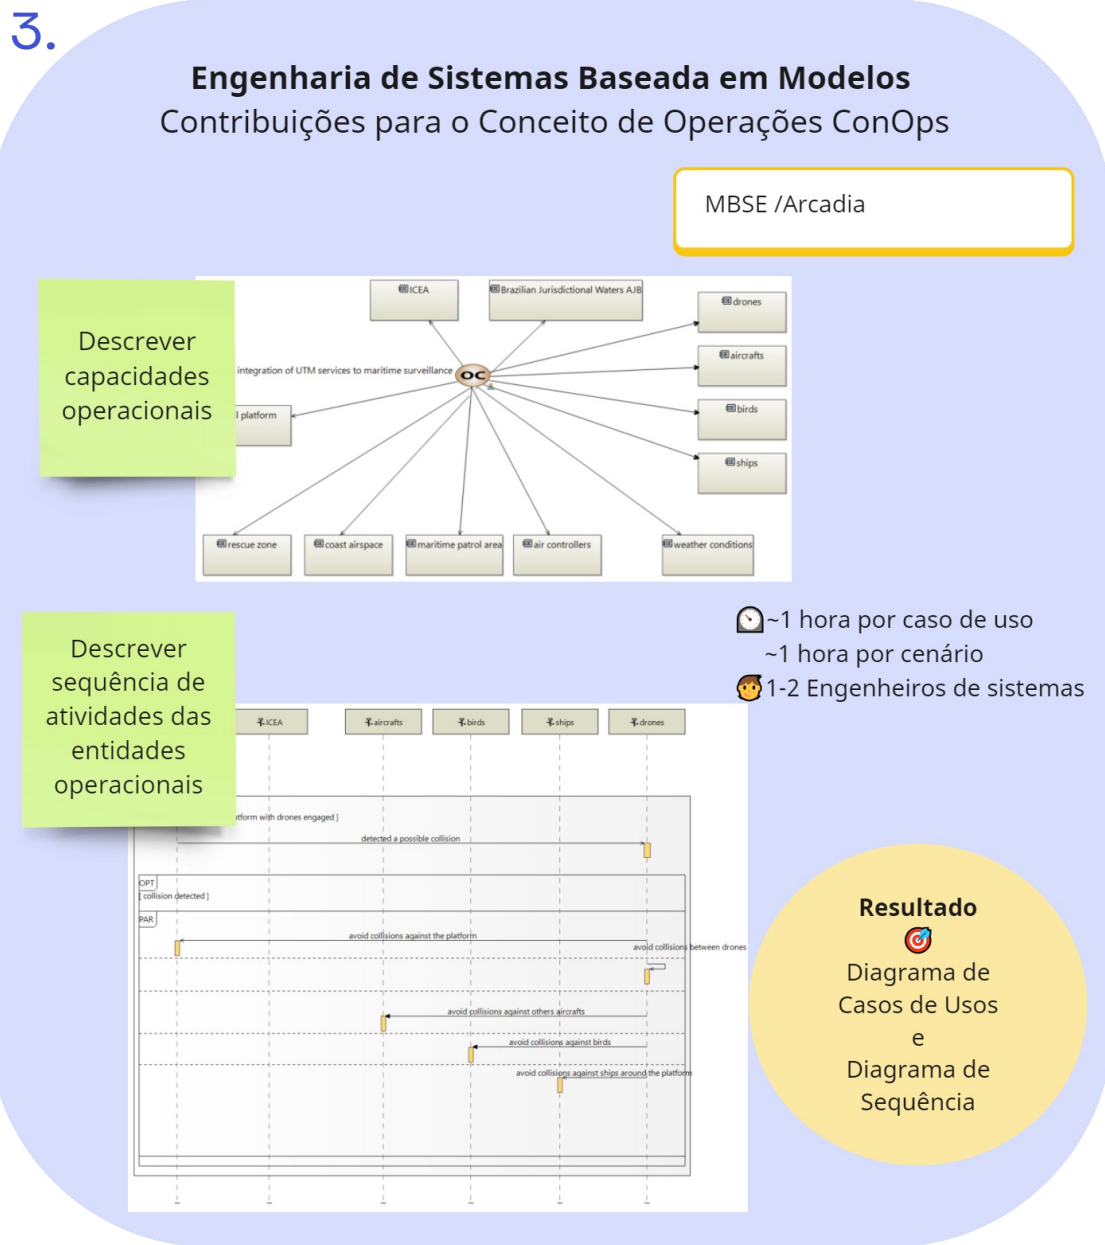 3.
Engenharia de Sistemas Baseada em Modelos
Contribuições para o Conceito de Operações ConOps
MBSE /Arcadia
Descrever
capacidades
operacionais
ICEA
Brazilian Jurisdictional Waters AJB
drones
aircrafts
birds
ships
integration of UTM services to maritime surveillance
OC
platform
rescue zone
coast airspace
maritime patrol area
air controllers
weather conditions
~1 hora por caso de uso
~1 hora por cenário
1-2 Engenheiros de sistemas
Descrever
sequência de
atividades das
entidades
operacionais
ICEA
aircrafts
birds
ships
drones
with drones engaged ]
detected a possible collision
OPT
[ collision detected ]
PAR
avoid collisions against the platform
avoid collisions between drones
avoid collisions against others aircrafts
avoid collisions against birds
avoid collisions against ships around the platform
Resultado
Diagrama de
Casos de Usos
e
Diagrama de
Sequência